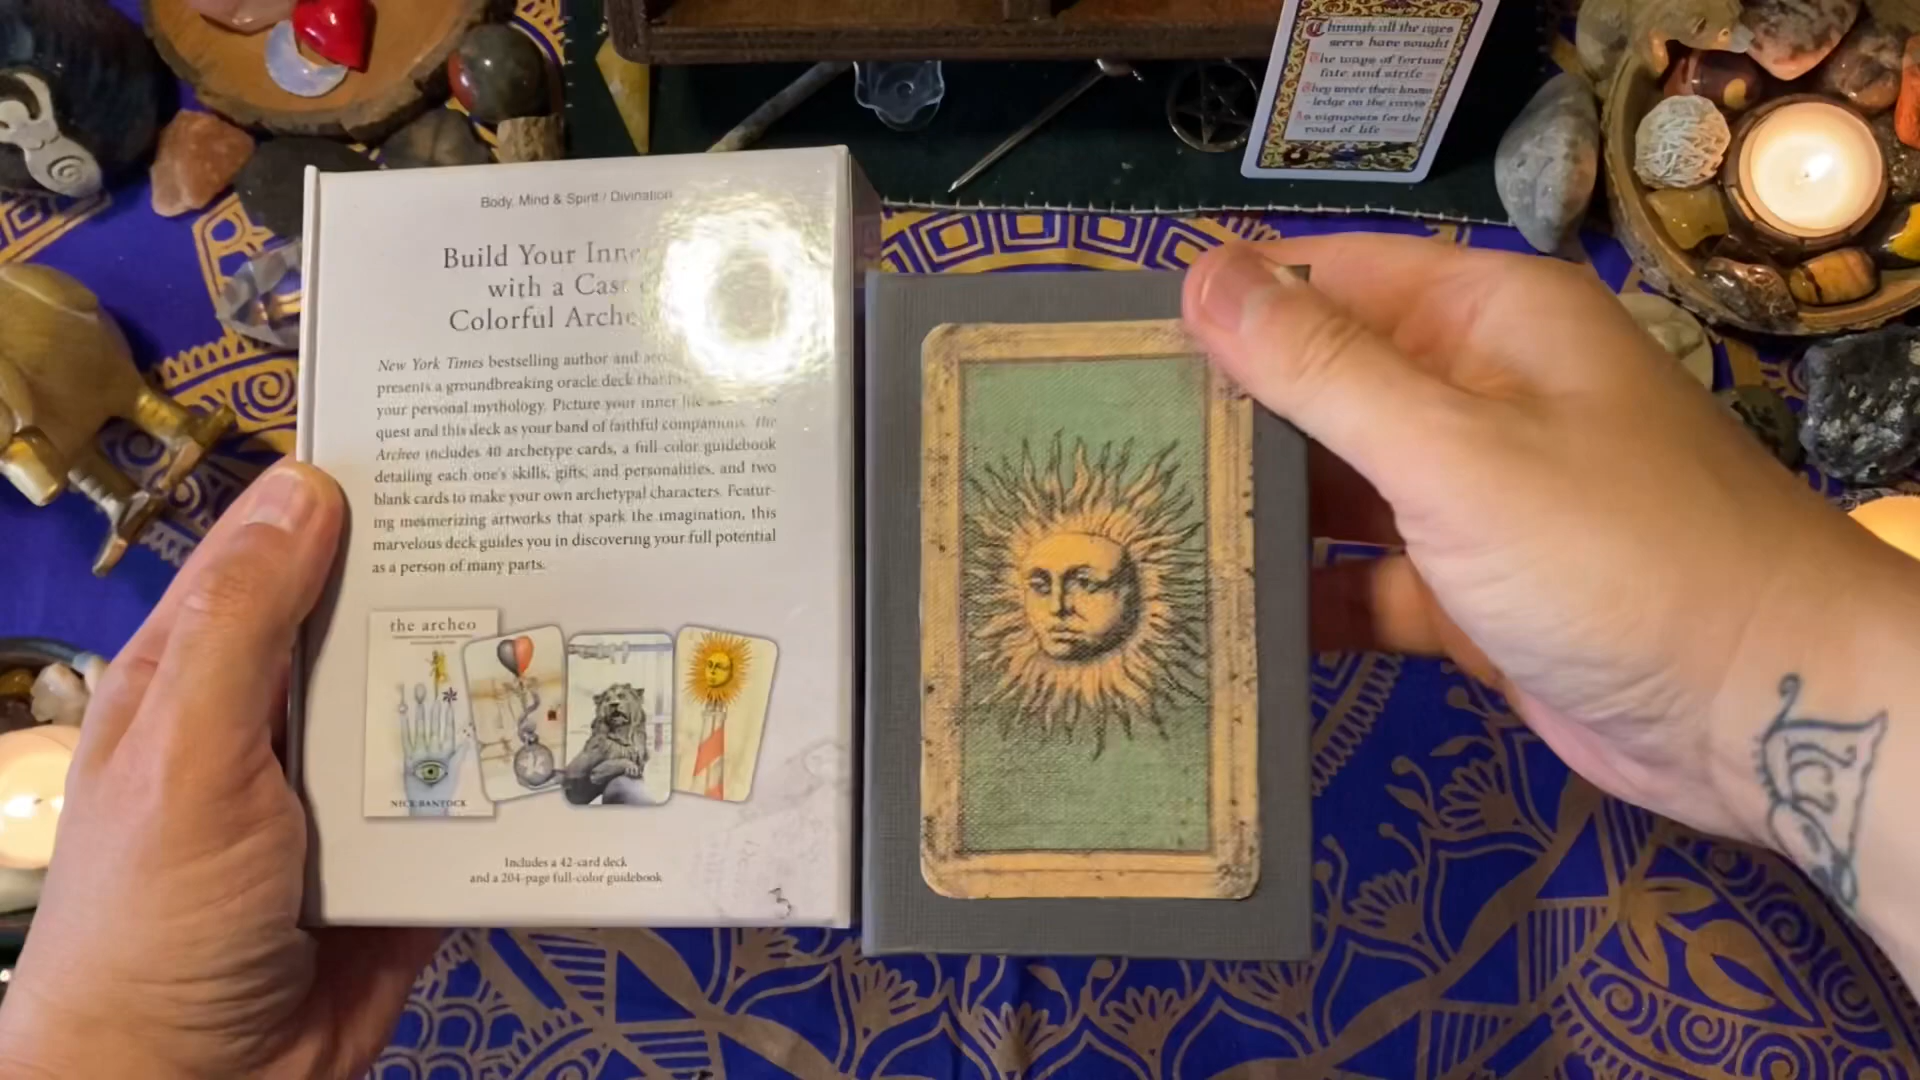 Body, Mind & Spirit / Divination
Build Your Inne
with a Cas
Colorful Arche
New York Times bestselling author and
presents a groundbreaking oracle deck that
your personal mythology. Picture your inner life
quest and this deck as your band of faithful companions. The
Archeo includes 40 archetype cards, a full-color guidebook
detailing each one's skills, gifts, and personalities, and two
blank cards to make your own archetypal characters. Featur-
ing mesmerizing artworks that spark the imagination, this
marvelous deck guides you in discovering your full potential
as a person of many parts.
the archeo
NICK BANTOCK
Includes a 42-card deck
and a 204-page full-color guidebook
3
Through all the ages
seers have sought
The ways of fortune
fate and strife
They wrote their know
-ledge on the cards
As signposts for the
road of life